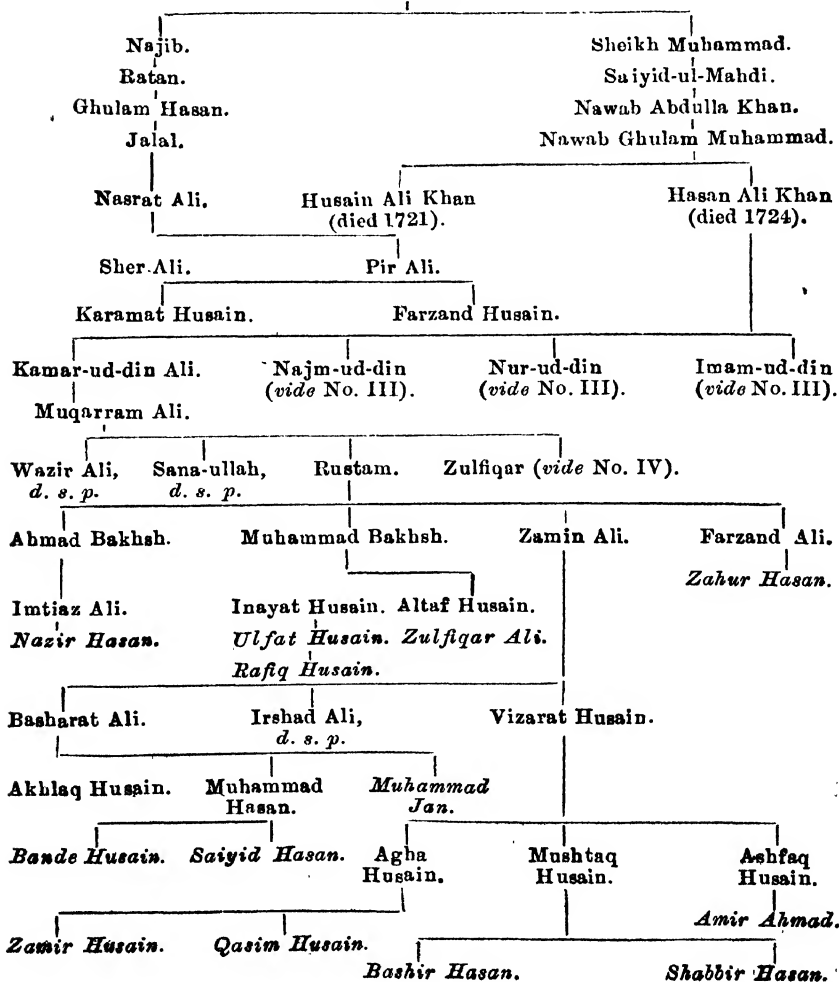 Najib. Sheikh Muhammad.
Ratan. Saiyid-ul-Mahdi.
Ghulam Hasan. Nawab Abdulla Khan.
Jalal. Nawab Ghulam Muhammad.
Nasrat Ali. Husain Ali Khan Hasan Ali Khan
(died 1721). (died 1724).
Sher Ali. Pir Ali.
Karamat Husain. Farzand Husain.
Kamar-ud-din Ali. Najm-ud-din Nur-ud-din Imam-ud-din
(vide No. III). (vide No. III). (vide No. III).
Muqarram Ali.
Wazir Ali, Sana-ullah, Rustam. Zulfiqar (vide No. IV).
d. s. p. d. s. p.
Ahmad Bakhsh. Muhammad Bakhsh. Zamin Ali. Farzand Ali.
Zahur Hasan.
Imtiaz Ali. Inayat Husain. Altaf Husain.
Nazir Hasan. Ulfat Husain. Zulfiqar Ali.
Rafiq Husain.
Basharat Ali. Irshad Ali, Vizarat Husain.
d. s. p.
Akhlaq Husain. Muhammad Muhammad
Hasan. Jan.
Bande Husain. Saiyid Hasan. Agha Mushtaq Ashfaq
Husain. Husain. Husain.
Amir Ahmad.
Zamir Husain. Qasim Husain.
Bashir Hasan. Shabbir Hasan.